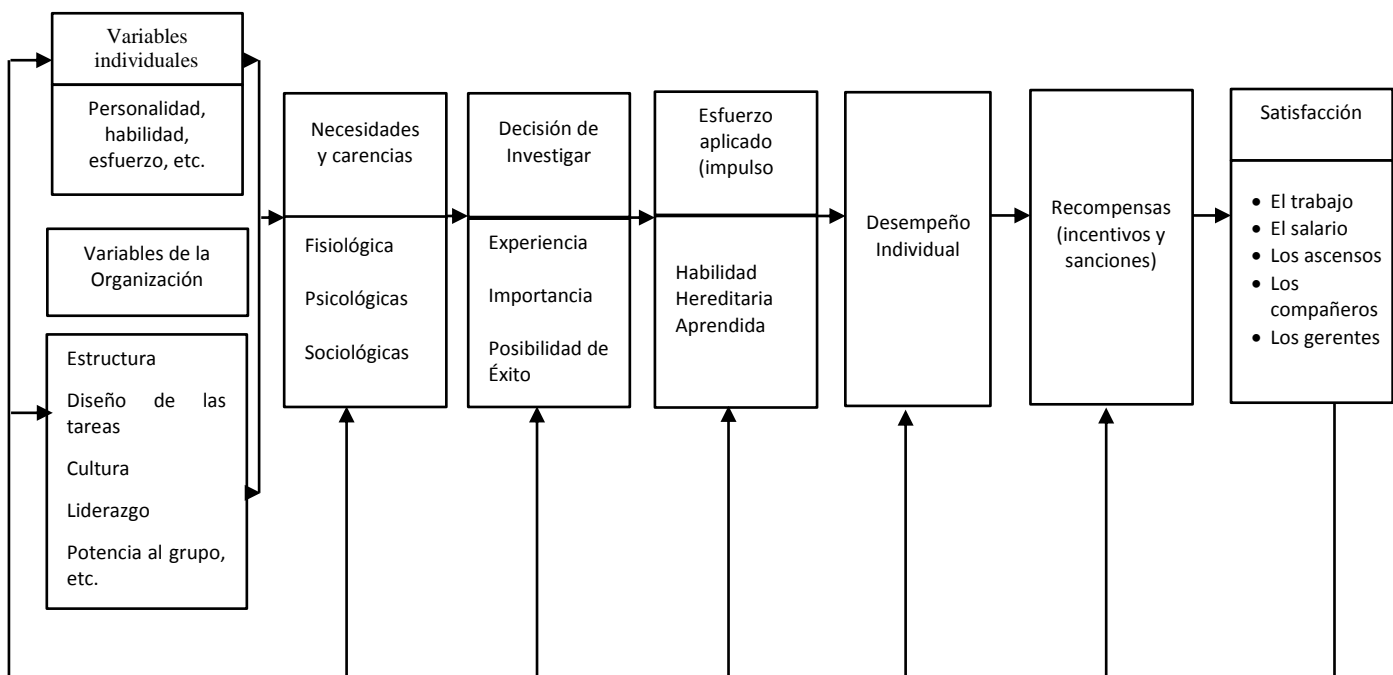 Variables
individuales
Personalidad,
habilidad,
esfuerzo, etc.
Variables de la
Organización
Estructura
Diseño de las
tareas
Cultura
Liderazgo
Potencia al grupo,
etc.
Necesidades
y carencias
Fisiológica
Psicológicas
Sociológicas
Decisión de
Investigar
Experiencia
Importancia
Posibilidad de
Éxito
Esfuerzo
aplicado
(impulso
Habilidad
Hereditaria
Aprendida
Desempeño
Individual
Recompensas
(incentivos y
sanciones)
Satisfacción
• El trabajo
• El salario
• Los ascensos
• Los
compañeros
• Los gerentes